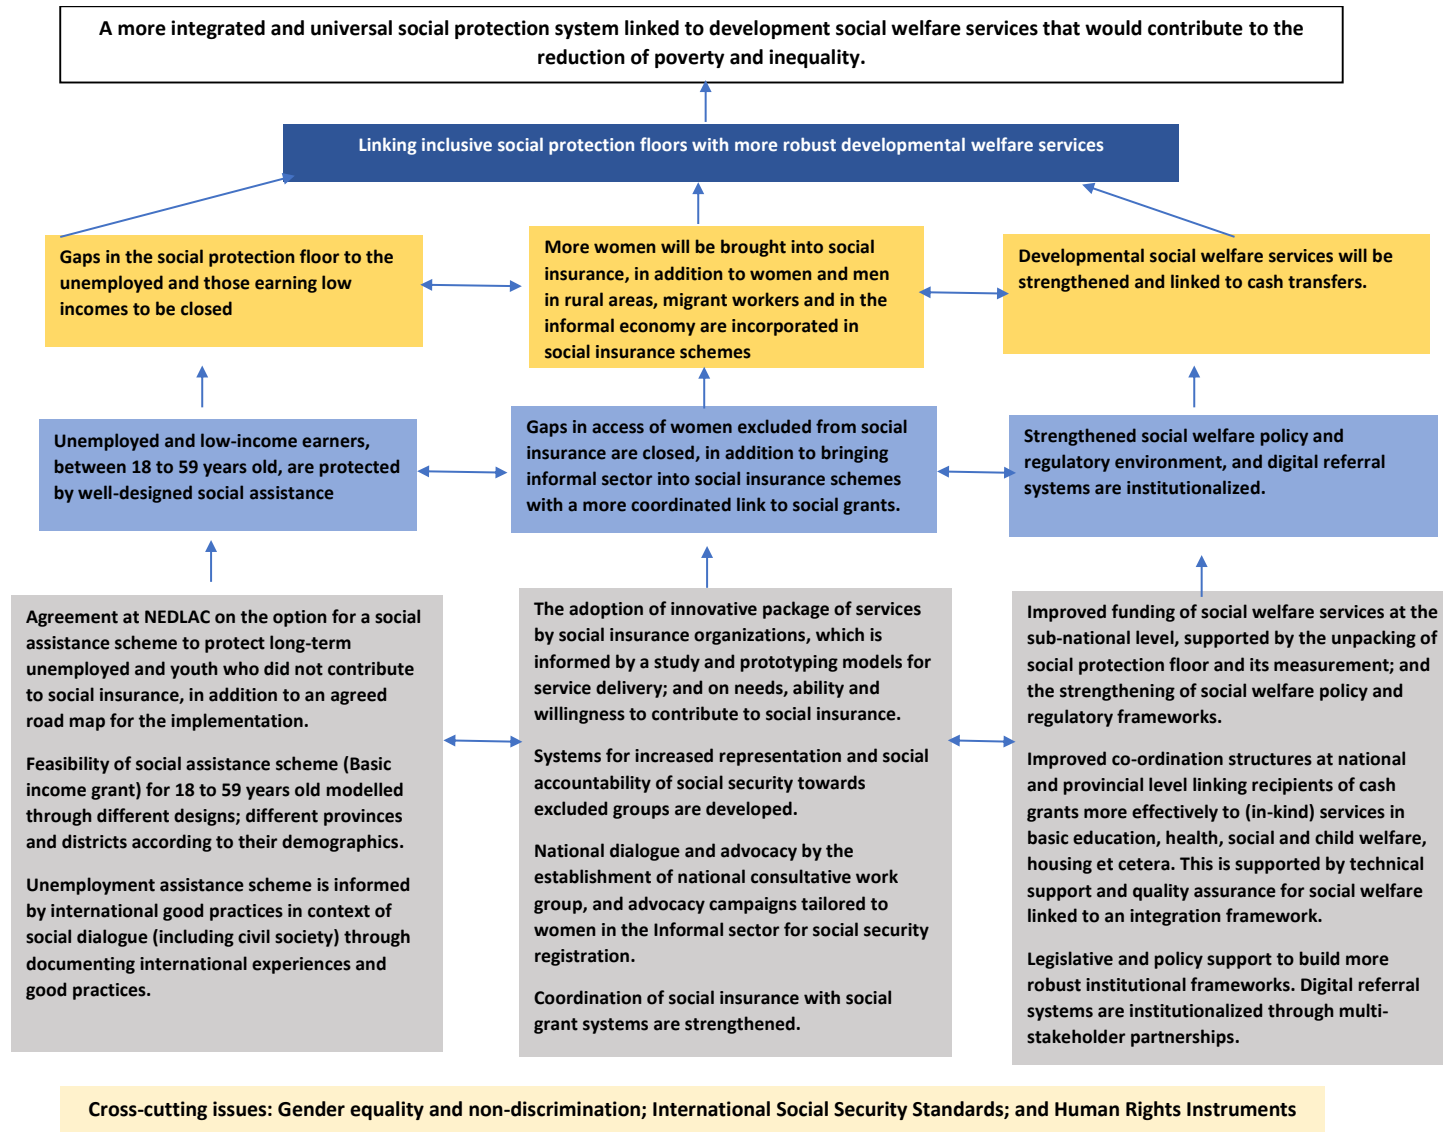 A more integrated and universal social protection system linked to development social welfare services that would contribute to the
reduction of poverty and inequality.
Linking inclusive social protection floors with more robust developmental welfare services
Gaps in the social protection floor to the
unemployed and those earning low
incomes to be closed
More women will be brought into social
insurance, in addition to women and men
in rural areas, migrant workers and in the
informal economy are incorporated in
social insurance schemes
Developmental social welfare services will be
strengthened and linked to cash transfers.
Unemployed and low-income earners,
between 18 to 59 years old, are protected
by well-designed social assistance
Gaps in access of women excluded from social
insurance are closed, in addition to bringing
informal sector into social insurance schemes
with a more coordinated link to social grants.
Strengthened social welfare policy and
regulatory environment, and digital referral
systems are institutionalized.
Agreement at NEDLAC on the option for a social
assistance scheme to protect long-term
unemployed and youth who did not contribute
to social insurance, in addition to an agreed
road map for the implementation.
Feasibility of social assistance scheme (Basic
income grant) for 18 to 59 years old modelled
through different designs; different provinces
and districts according to their demographics.
Unemployment assistance scheme is informed
by international good practices in context of
social dialogue (including civil society) through
documenting international experiences and
good practices.
The adoption of innovative package of services
by social insurance organizations, which is
informed by a study and prototyping models for
service delivery; and on needs, ability and
willingness to contribute to social insurance.
Systems for increased representation and social
accountability of social security towards
excluded groups are developed.
National dialogue and advocacy by the
establishment of national consultative work
group, and advocacy campaigns tailored to
women in the Informal sector for social security
registration.
Coordination of social insurance with social
grant systems are strengthened.
Improved funding of social welfare services at the
sub-national level, supported by the unpacking of
social protection floor and its measurement; and
the strengthening of social welfare policy and
regulatory frameworks.
Improved co-ordination structures at national
and provincial level linking recipients of cash
grants more effectively to (in-kind) services in
basic education, health, social and child welfare,
housing et cetera. This is supported by technical
support and quality assurance for social welfare
linked to an integration framework.
Legislative and policy support to build more
robust institutional frameworks. Digital referral
systems are institutionalized through multi-
stakeholder partnerships.
Cross-cutting issues: Gender equality and non-discrimination; International Social Security Standards; and Human Rights Instruments